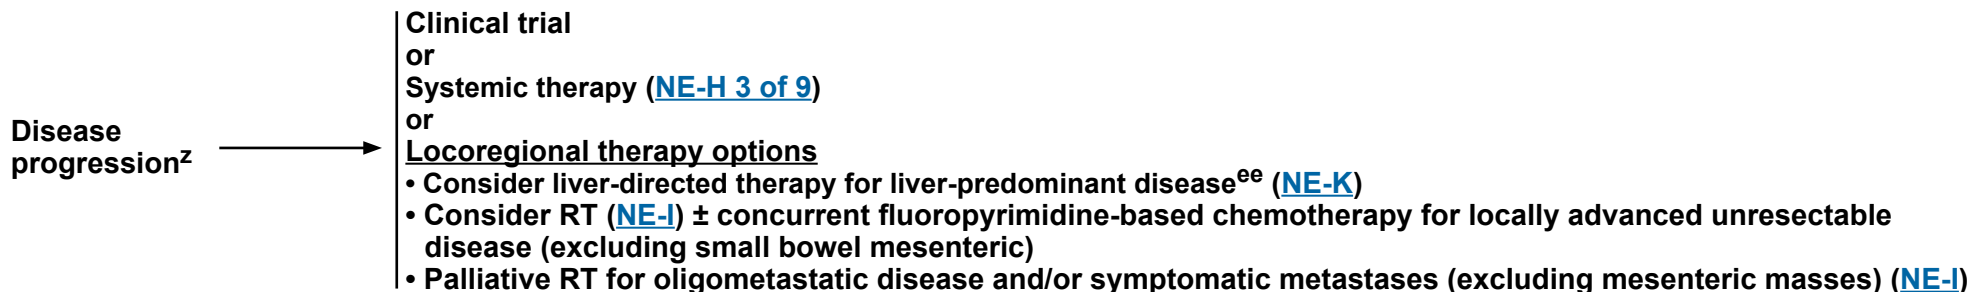 Disease
progressionz
Clinical trial
or
Systemic therapy (NE-H 3 of 9)
or
Locoregional therapy options
• Consider liver-directed therapy for liver-predominant diseaseee (NE-K)
• Consider RT (NE-I) ± concurrent fluoropyrimidine-based chemotherapy for locally advanced unresectable
disease (excluding small bowel mesenteric)
• Palliative RT for oligometastatic disease and/or symptomatic metastases (excluding mesenteric masses) (NE-I)